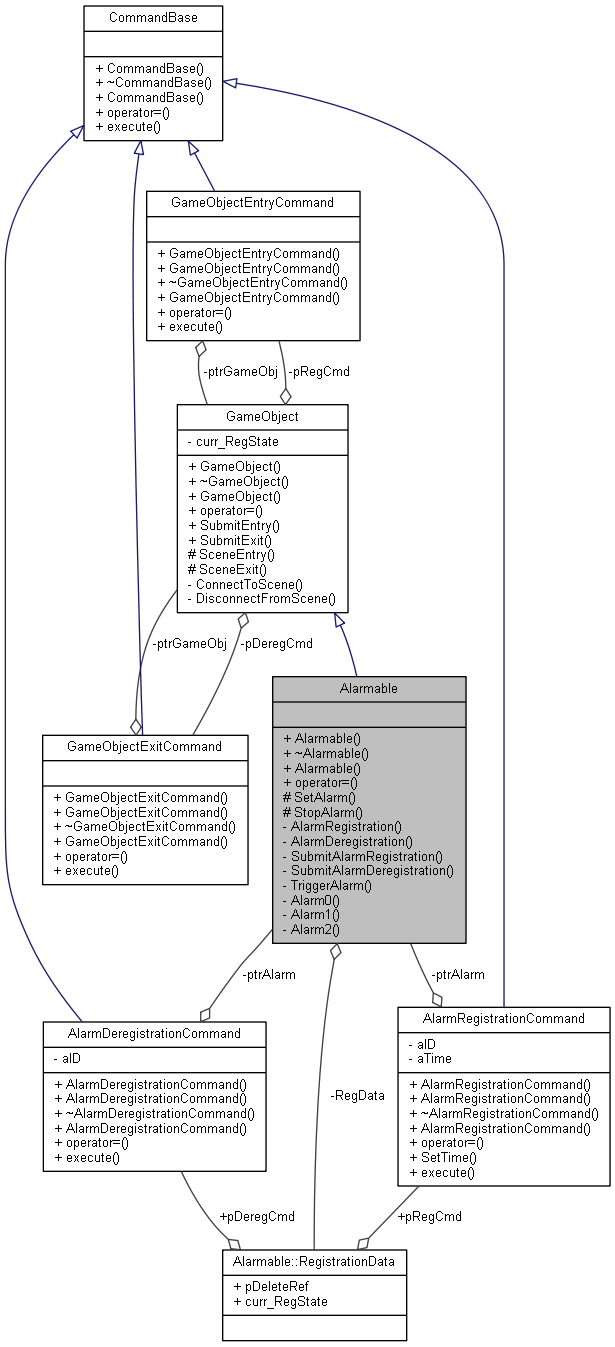 CommandBase
+ CommandBase()
+ ~CommandBase()
+ CommandBase()
+ operator=()
+ execute()
GameObjectEntryCommand
+ GameObjectEntryCommand()
+ GameObjectEntryCommand()
+ ~GameObjectEntryCommand()
+ GameObjectEntryCommand()
+ operator=()
+ execute()
-ptrGameObj
-pRegCmd
GameObject
- curr_RegState
+ GameObject()
+ ~GameObject()
+ GameObject()
+ operator=()
+ SubmitEntry()
+ SubmitExit()
# SceneEntry()
# SceneExit()
- ConnectToScene()
- DisconnectFromScene()
-ptrGameObj
-pDeregCmd
Alarmable
+ Alarmable()
+ ~Alarmable()
+ Alarmable()
+ operator=()
# SetAlarm()
# StopAlarm()
- AlarmRegistration()
- AlarmDeregistration()
- SubmitAlarmRegistration()
- SubmitAlarmDeregistration()
- TriggerAlarm()
- Alarm0()
- Alarm1()
- Alarm2()
GameObjectExitCommand
+ GameObjectExitCommand()
+ GameObjectExitCommand()
+ ~GameObjectExitCommand()
+ GameObjectExitCommand()
+ operator=()
+ execute()
-ptrAlarm
-ptrAlarm
AlarmDeregistrationCommand
- aID
+ AlarmDeregistrationCommand()
+ AlarmDeregistrationCommand()
+ ~AlarmDeregistrationCommand()
+ AlarmDeregistrationCommand()
+ operator=()
+ execute()
-RegData
AlarmRegistrationCommand
- aID
- aTime
+ AlarmRegistrationCommand()
+ AlarmRegistrationCommand()
+ ~AlarmRegistrationCommand()
+ AlarmRegistrationCommand()
+ operator=()
+ SetTime()
+ execute()
+pDeregCmd
+pRegCmd
Alarmable::RegistrationData
+ pDeleteRef
+ curr_RegState